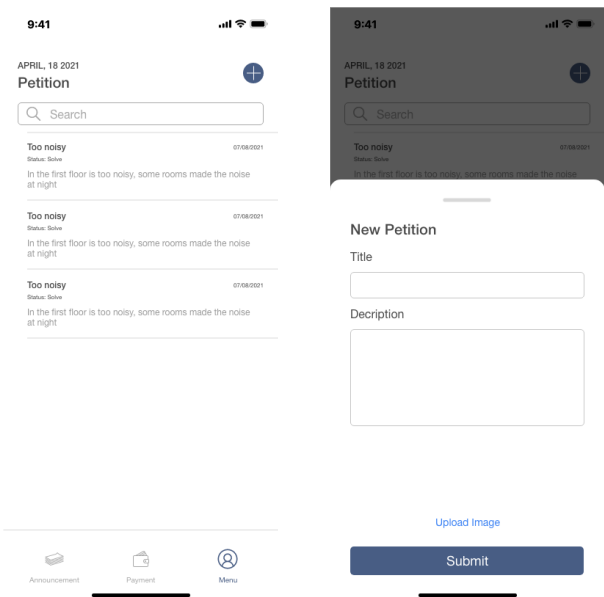 9:41
APRIL, 18 2021
Petition
Search
Too noisy 07/08/2021
Status: Solve
In the first floor is too noisy, some rooms made the noise
at night
Too noisy 07/08/2021
Status: Solve
In the first floor is too noisy, some rooms made the noise
at night
Too noisy 07/08/2021
Status: Solve
In the first floor is too noisy, some rooms made the noise
at night
Announcement Payment Menu
9:41
APRIL, 18 2021
Petition
Search
Too noisy 07/08/2021
Status: Solve
In the first floor is too noisy, some rooms made the noise
New Petition
Title
Decription
Upload Image
Submit